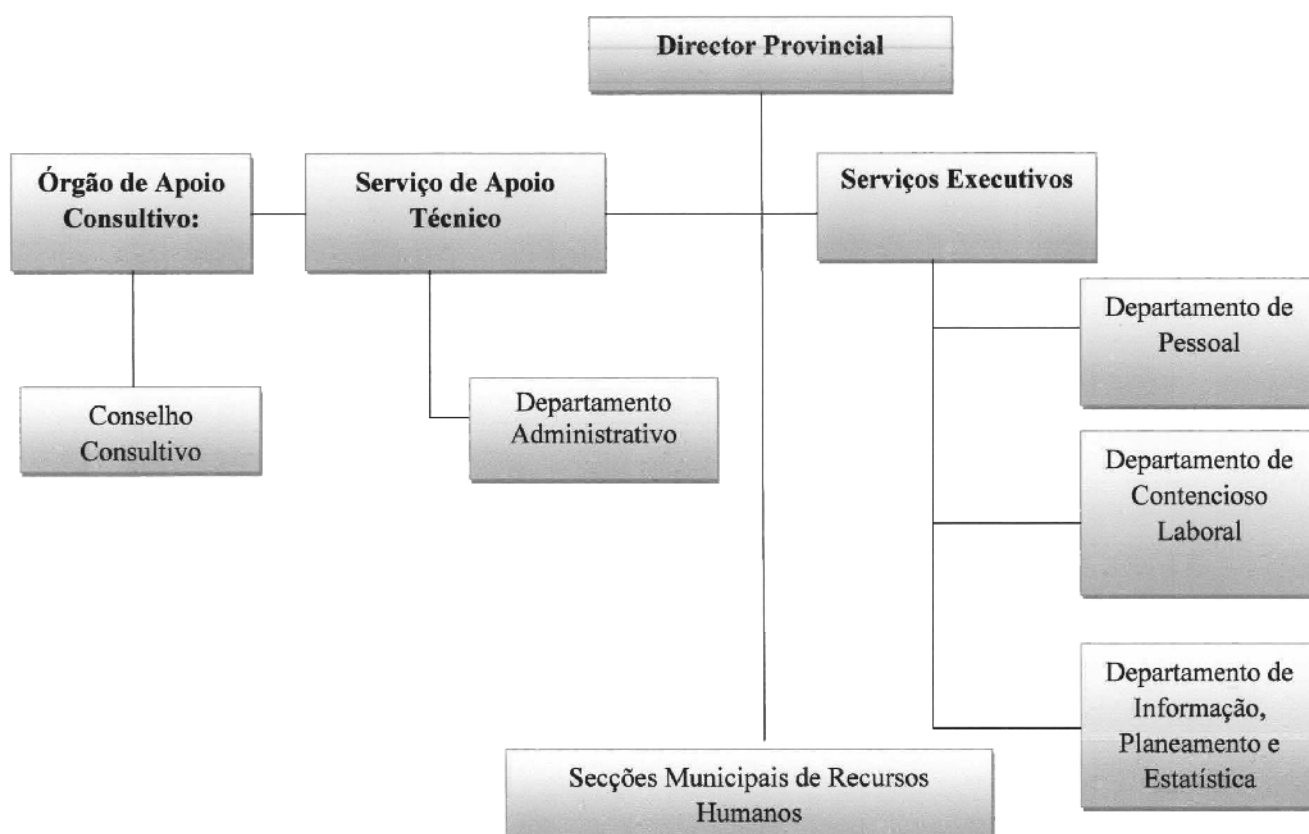 Director Provincial
Órgão de Apoio
Consultivo:
Serviço de Apoio
Técnico
Serviços Executivos
Departamento de
Pessoal
Conselho
Consultivo
Departamento
Administrativo
Departamento de
Contencioso
Laboral
Departamento de
Informação,
Planeamento e
Estatística
Secções Municipais de Recursos
Humanos